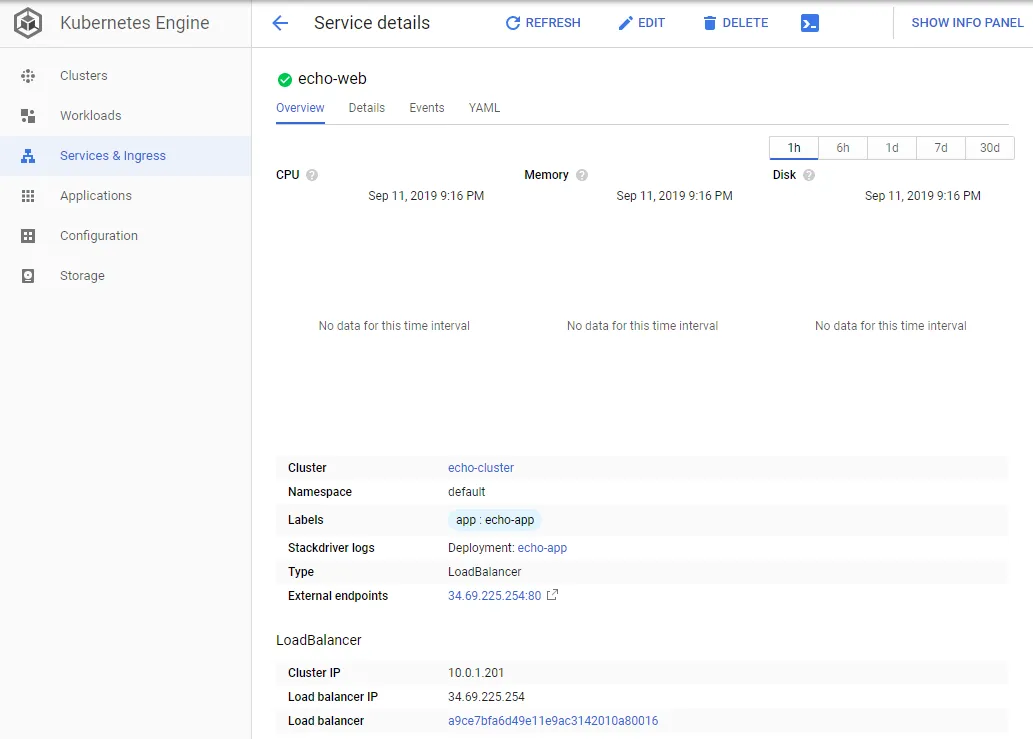 Kubernetes Engine
Service details
REFRESH
EDIT
DELETE
SHOW INFO PANEL
Clusters
Workloads
Services & Ingress
Applications
Configuration
Storage
echo-web
Overview Details Events YAML
1h 6h 1d 7d 30d
CPU Memory Disk
Sep 11, 2019 9:16 PM Sep 11, 2019 9:16 PM Sep 11, 2019 9:16 PM
No data for this time interval No data for this time interval No data for this time interval
Cluster echo-cluster
Namespace default
Labels app : echo-app
Stackdriver logs Deployment: echo-app
Type LoadBalancer
External endpoints 34.69.225.254:80
LoadBalancer
Cluster IP 10.0.1.201
Load balancer IP 34.69.225.254
Load balancer a9ce7bfa6d49e11e9ac3142010a80016